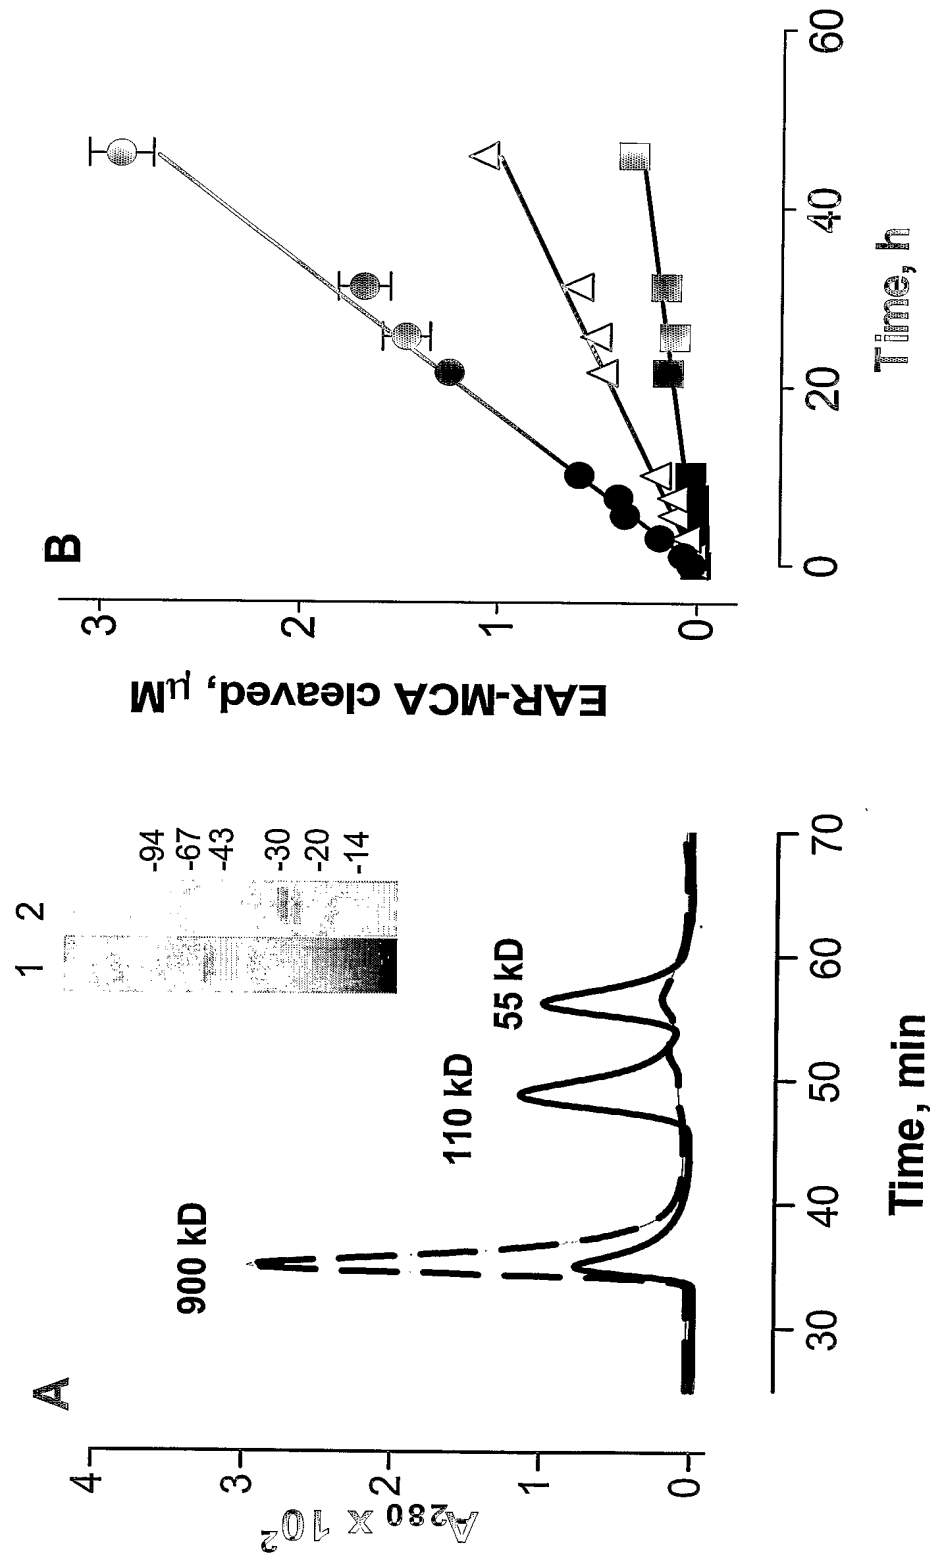 A
A280 x 10²
4
3
2
1
0
900 kD
110 kD
55 kD
1 2
-94
-67
-43
-30
-20
-14
30 40 50 60 70
Time, min
B
EAR-MCA cleaved, μM
3
2
1
0
0 20 40 60
Time, h